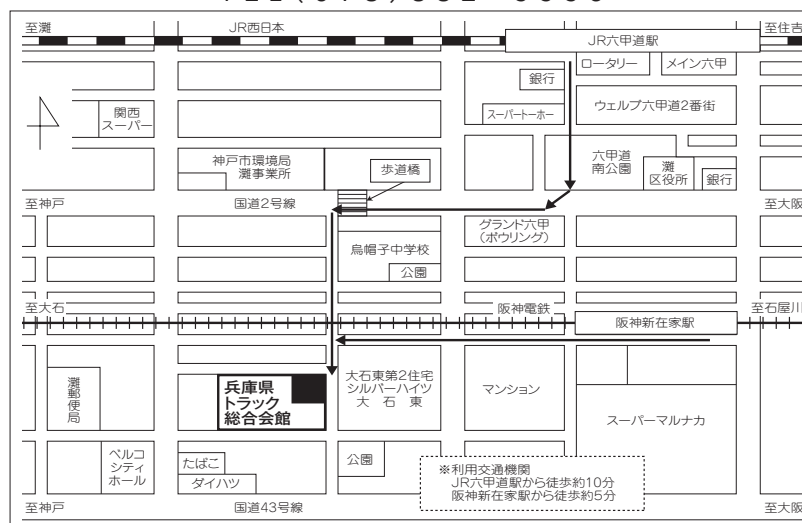 至灘
JR西日本
JR六甲道駅
至住吉
銀行
ロータリー
メイン六甲
関西
スーパー
スーパートーホー
ウェルブ六甲道2番街
神戸市環境局
灘事業所
歩道橋
六甲道
南公園
灘
区役所
銀行
至神戸
国道2号線
至大阪
グランド六甲
(ボウリング)
烏帽子中学校
公園
至大石
阪神電鉄
至石屋川
阪神新在家駅
灘郵便局
兵庫県
トラック
総合会館
大石東第2住宅
シルバーハイツ
大石東
マンション
スーパーマルナカ
ベルコ
シティ
ホール
たばこ
ダイハツ
公園
※利用交通機関
JR六甲道駅から徒歩約10分
阪神新在家駅から徒歩約5分
至神戸
国道43号線
至大阪